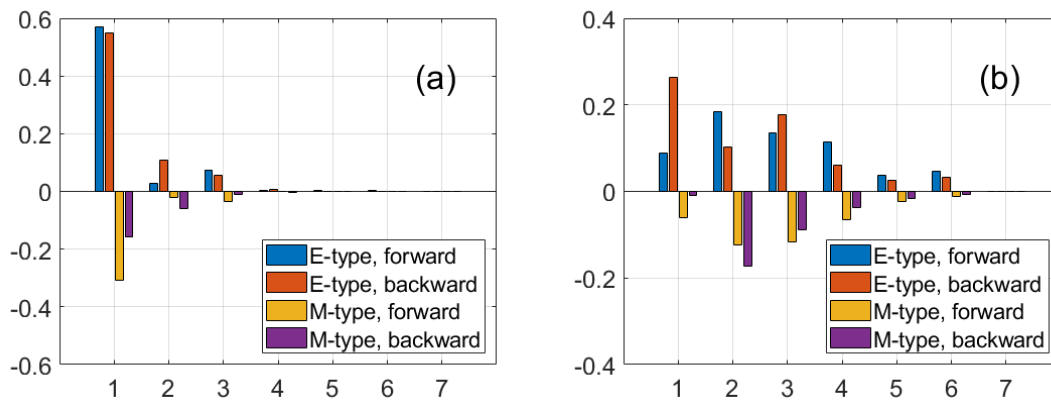 (a)
0.6
0.4
0.2
0
-0.2
-0.4
-0.6
1 2 3 4 5 6 7
E-type, forward
E-type, backward
M-type, forward
M-type, backward
(b)
0.4
0.2
0
-0.2
-0.4
1 2 3 4 5 6 7
E-type, forward
E-type, backward
M-type, forward
M-type, backward